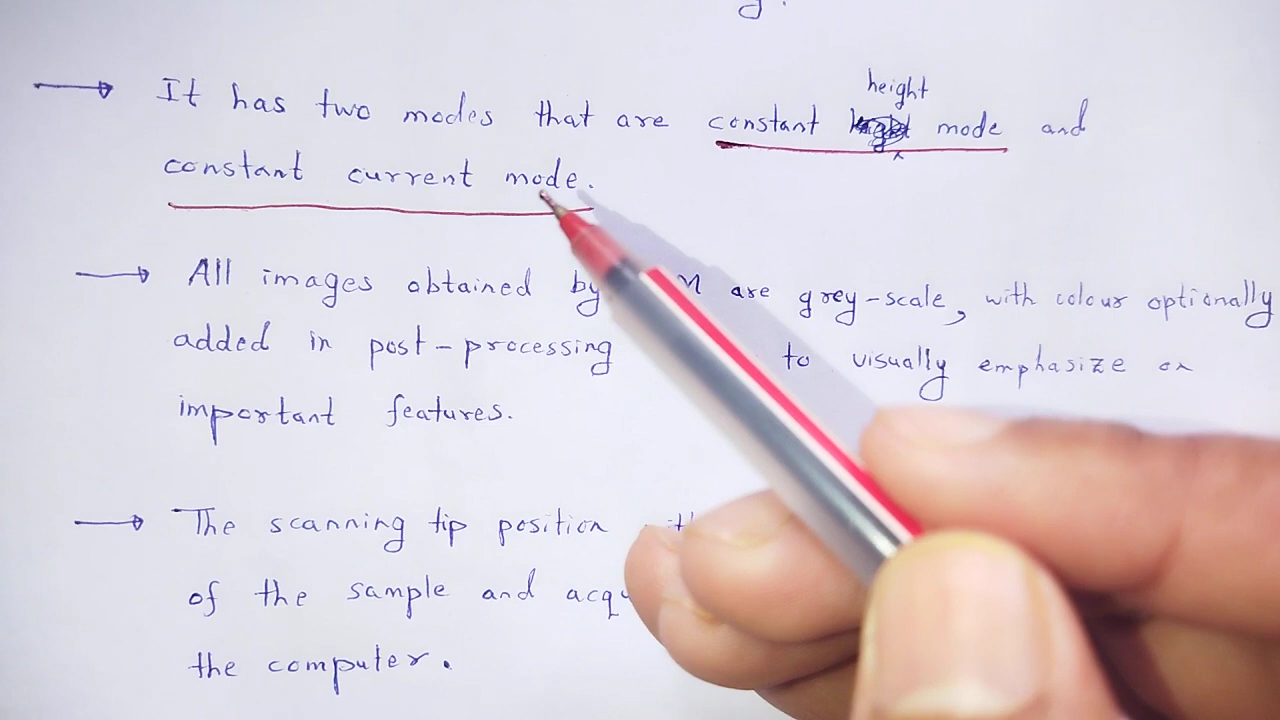 height
It has two modes that are constant mode and
constant current mode.
All images obtained by are grey-scale, with colour optionally
added in post-processing to visually emphasize on
important features.
The scanning tip position
of the sample and
the computer.